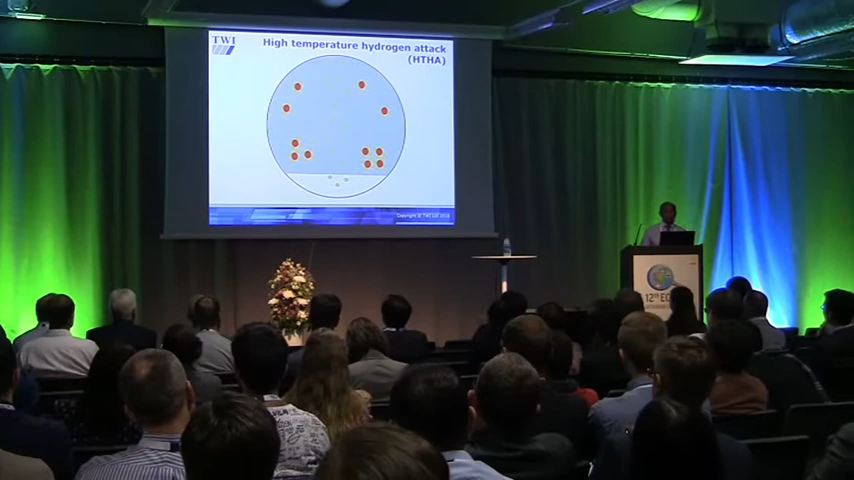 TWI
High temperature hydrogen attack
(HTHA)
Copyright © TWI Ltd 2018
12th EC